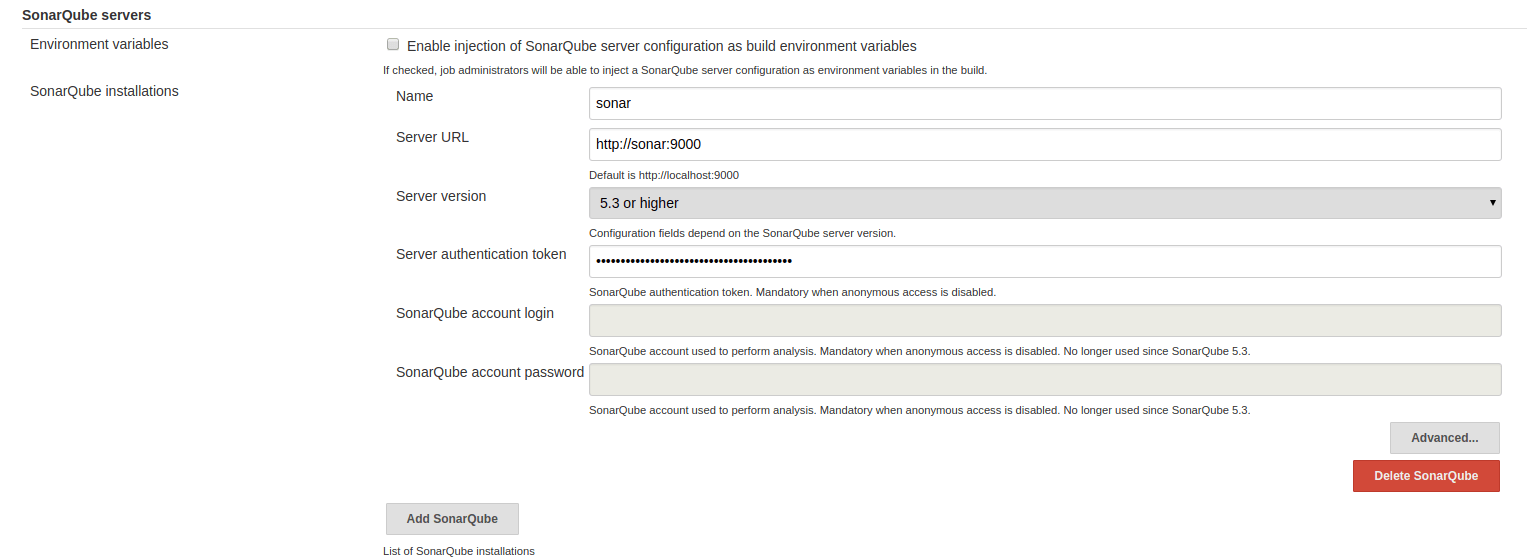 SonarQube servers
Environment variables
Enable injection of SonarQube server configuration as build environment variables
If checked, job administrators will be able to inject a SonarQube server configuration as environment variables in the build.
SonarQube installations
Name
sonar
Server URL
http://sonar:9000
Default is http://localhost:9000
Server version
5.3 or higher
Configuration fields depend on the SonarQube server version.
Server authentication token
••••••••••••••••••••••••••••••••••••••••
SonarQube authentication token. Mandatory when anonymous access is disabled.
SonarQube account login
SonarQube account used to perform analysis. Mandatory when anonymous access is disabled. No longer used since SonarQube 5.3.
SonarQube account password
SonarQube account used to perform analysis. Mandatory when anonymous access is disabled. No longer used since SonarQube 5.3.
Advanced...
Delete SonarQube
Add SonarQube
List of SonarQube installations